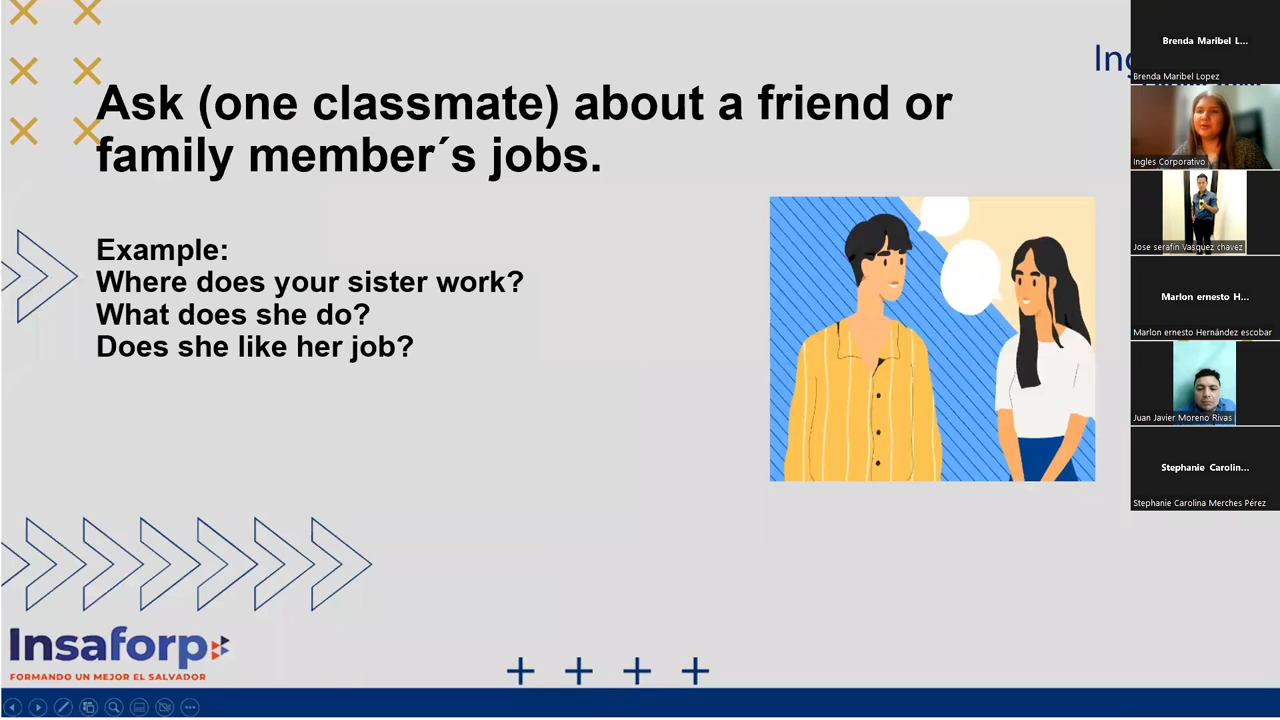 Ask (one classmate) about a friend or
family member´s jobs.
Example:
Where does your sister work?
What does she do?
Does she like her job?
Insaforp
FORMANDO UN MEJOR EL SALVADOR
Brenda Maribel L...
Brenda Maribel Lopez
Ingles Corporativo
Jose serafin Vasquez chavez
Marlon ernesto H...
Marlon ernesto Hernández escobar
Juan Javier Moreno Rivas
Stephanie Carolin...
Stephanie Carolina Merches Pérez